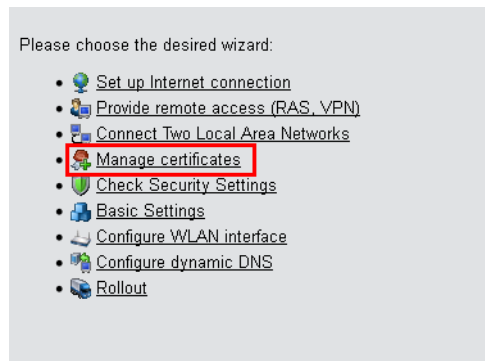 Please choose the desired wizard:
Set up Internet connection
Provide remote access (RAS, VPN)
Connect Two Local Area Networks
Manage certificates
Check Security Settings
Basic Settings
Configure WLAN interface
Configure dynamic DNS
Rollout